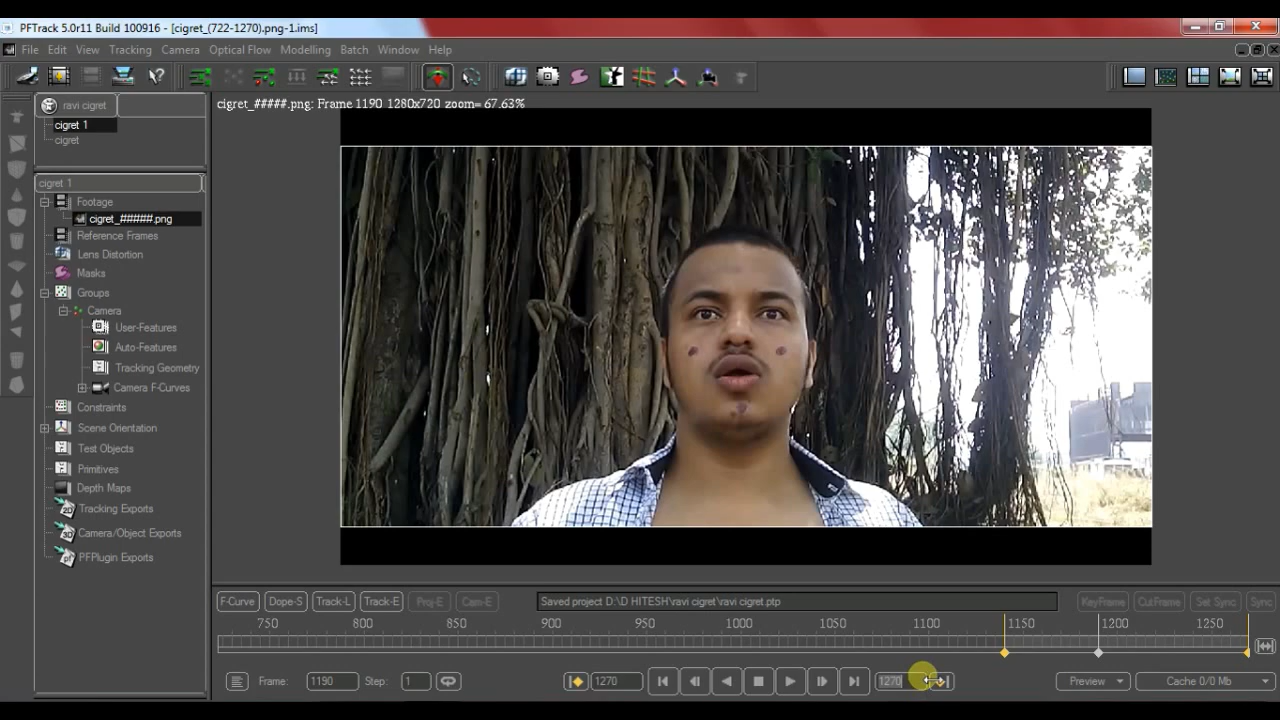 PFTrack 5.0r11 Build 100916 - [cigret_(722-1270).png-1.ims]
File Edit View Tracking Camera Optical Flow Modelling Batch Window Help
ravi cigret
cigret 1
cigret
cigret_#####.png: Frame 1190 1280x720 zoom= 67.63%
cigret 1
Footage
cigret_#####.png
Reference Frames
Lens Distortion
Masks
Groups
Camera
User-Features
Auto-Features
Tracking Geometry
Camera F-Curves
Constraints
Scene Orientation
Test Objects
Primitives
Depth Maps
Tracking Exports
Camera/Object Exports
PFPlugin Exports
F-Curve Dope-S Track-L Track-E Proj-E Cam-E Saved project D:\D HITESH\ravi cigret\ravi cigret.ptp KeyFrame CutFrame Set Sync Sync
750 800 850 900 950 1000 1050 1100 1150 1200 1250
Frame: 1190 Step: 1 1270 1270 Preview Cache 0/0 Mb